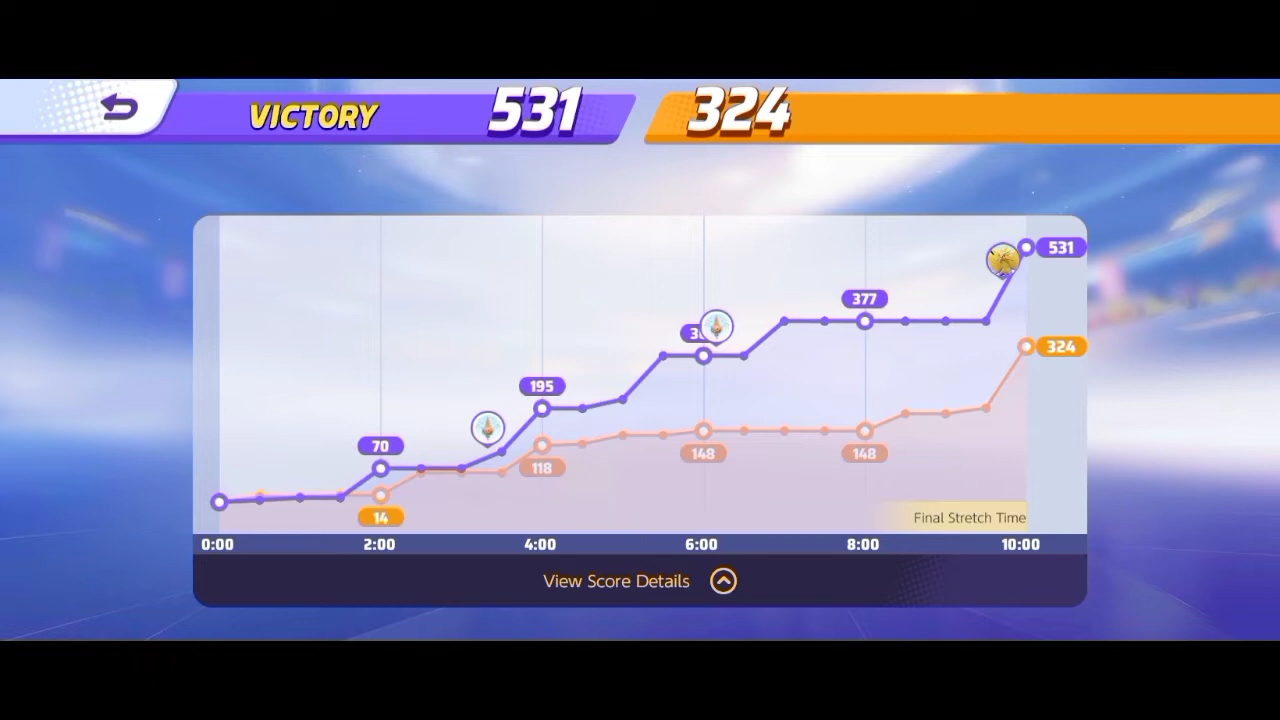 VICTORY 531 324
531
3
377
324
195
70
148
148
118
14
Final Stretch Time
0:00 2:00 4:00 6:00 8:00 10:00
View Score Details